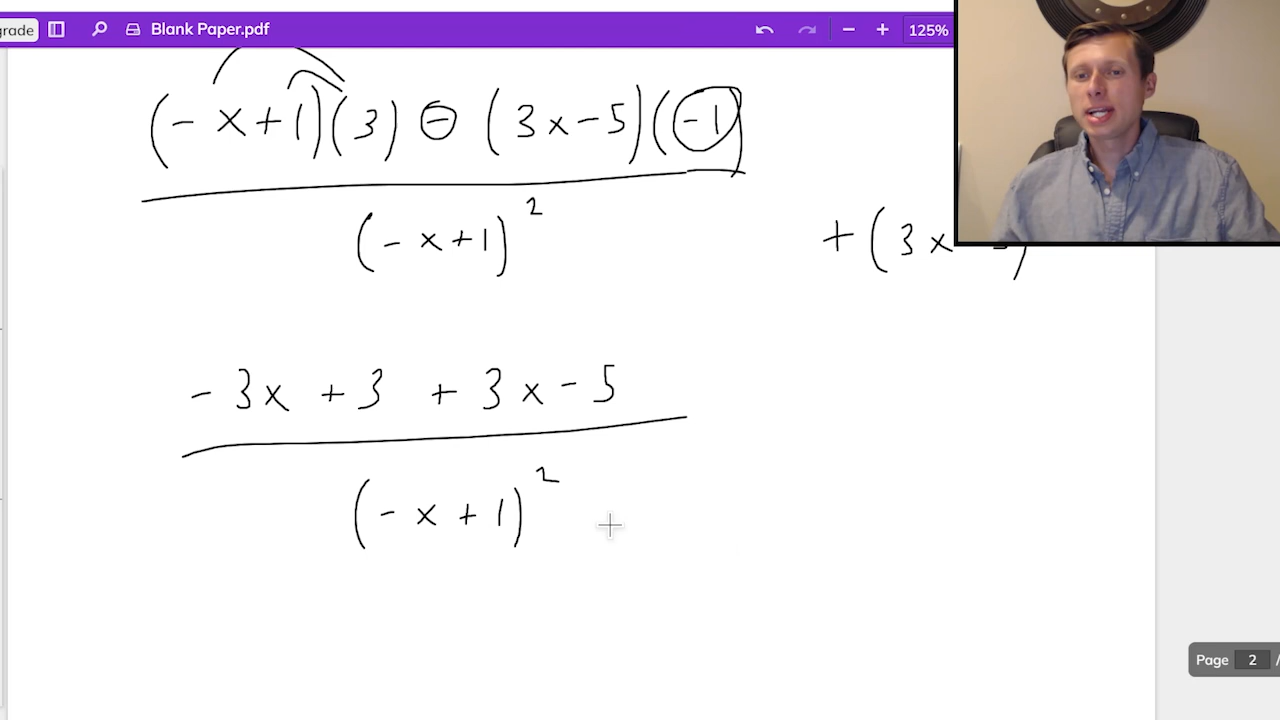 grade
Blank Paper.pdf
125%
(-x+1)(3) - (3x-5)(-1)
(-x+1)²
+(3x
-3x +3 +3x-5
(-x+1)²
Page 2 /